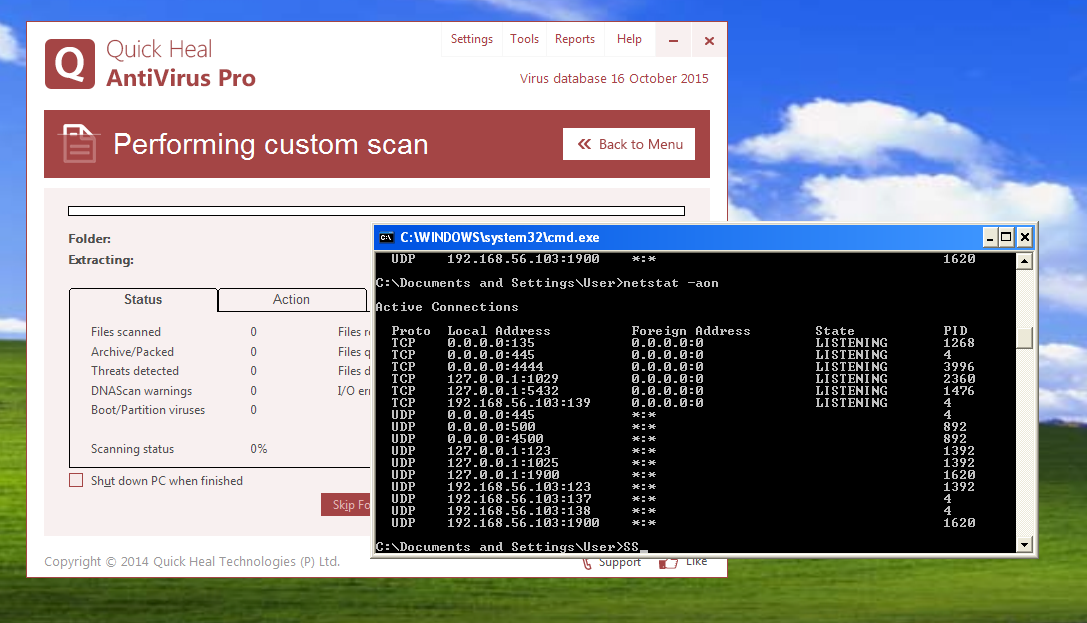 Settings Tools Reports Help
Quick Heal
AntiVirus Pro
Virus database 16 October 2015
Performing custom scan
Back to Menu
Folder:
Extracting:
Status Action
Files scanned 0 Files
Archive/Packed 0 Files
Threats detected 0 Files
DNAScan warnings 0 I/O
Boot/Partition viruses 0
Scanning status 0%
Shut down PC when finished
Skip
Copyright © 2014 Quick Heal Technologies (P) Ltd.
Support Like
C:\WINDOWS\system32\cmd.exe
UDP 192.168.56.103:1900 *:* 1620
C:\Documents and Settings\User>netstat -aon
Active Connections
Proto Local Address Foreign Address State PID
TCP 0.0.0.0:135 0.0.0.0:0 LISTENING 1268
TCP 0.0.0.0:445 0.0.0.0:0 LISTENING 4
TCP 0.0.0.0:4444 0.0.0.0:0 LISTENING 3996
TCP 127.0.0.1:1029 0.0.0.0:0 LISTENING 2360
TCP 127.0.0.1:5432 0.0.0.0:0 LISTENING 1476
TCP 192.168.56.103:139 0.0.0.0:0 LISTENING 4
UDP 0.0.0.0:445 *:* 4
UDP 0.0.0.0:500 *:* 892
UDP 0.0.0.0:4500 *:* 892
UDP 127.0.0.1:123 *:* 1392
UDP 127.0.0.1:1025 *:* 1392
UDP 127.0.0.1:1900 *:* 1620
UDP 192.168.56.103:123 *:* 1392
UDP 192.168.56.103:137 *:* 4
UDP 192.168.56.103:138 *:* 4
UDP 192.168.56.103:1900 *:* 1620
C:\Documents and Settings\User>SS_